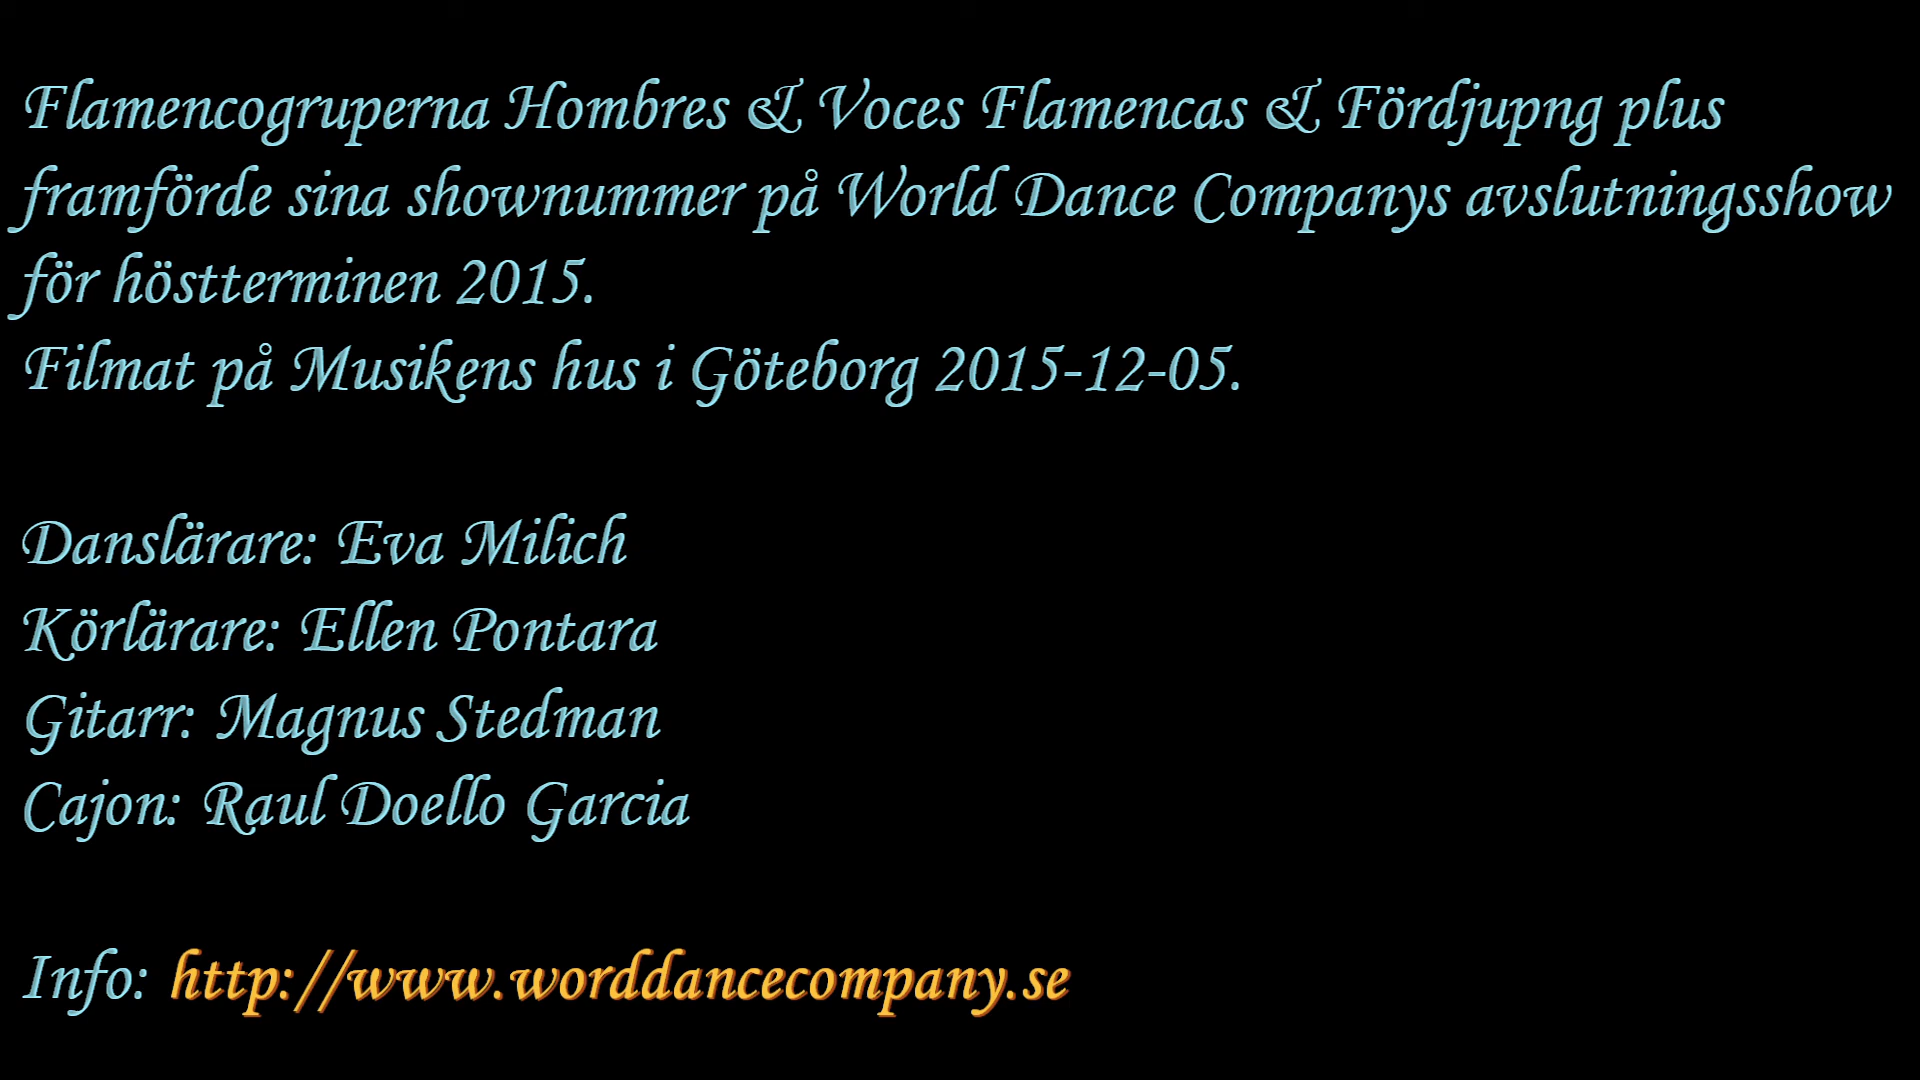 Flamencogruperna Hombres & Voces Flamencas & Fördjupng plus
framförde sina shownummer på World Dance Companys avslutningsshow
för höstterminen 2015.
Filmat på Musikens hus i Göteborg 2015-12-05.
Danslärare: Eva Milich
Körlärare: Ellen Pontara
Gitarr: Magnus Stedman
Cajon: Raul Doello Garcia
Info: http://www.worddancecompany.se